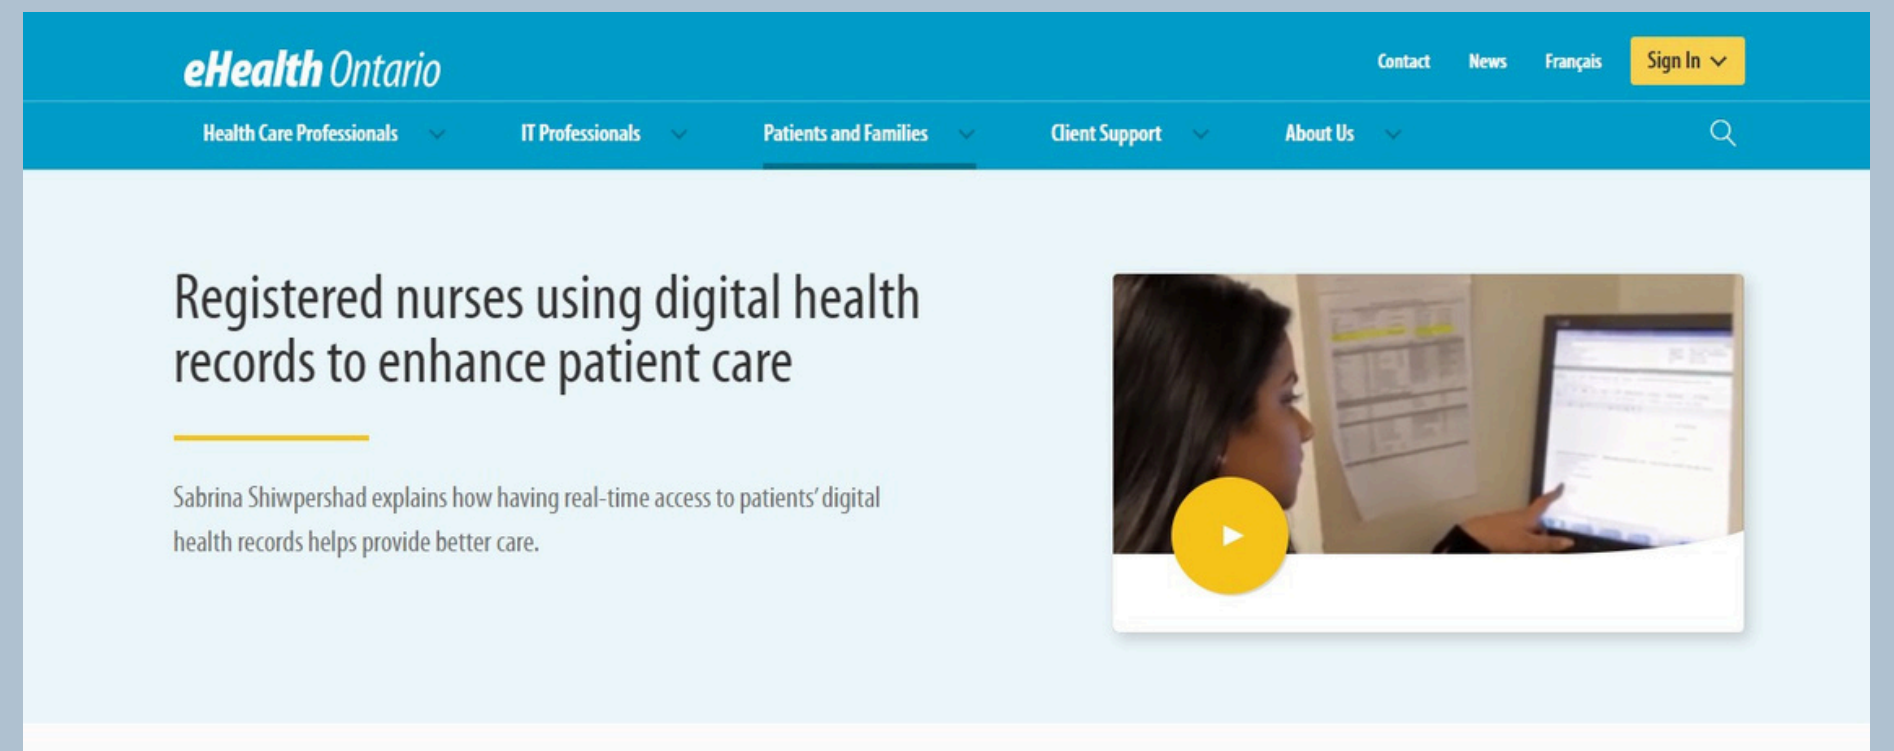 eHealth Ontario
Contact News Français Sign In
Health Care Professionals IT Professionals Patients and Families Client Support About Us
Registered nurses using digital health
records to enhance patient care
Sabrina Shiwpershad explains how having real-time access to patients' digital
health records helps provide better care.